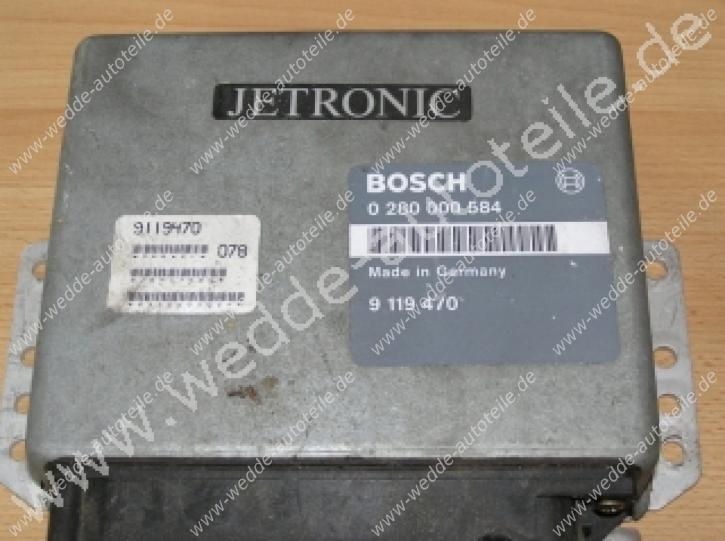 JETRONIC
BOSCH
0 280 000 584
Made in Germany
9 119 470
9119470
078
www.wedde-autoteile.de